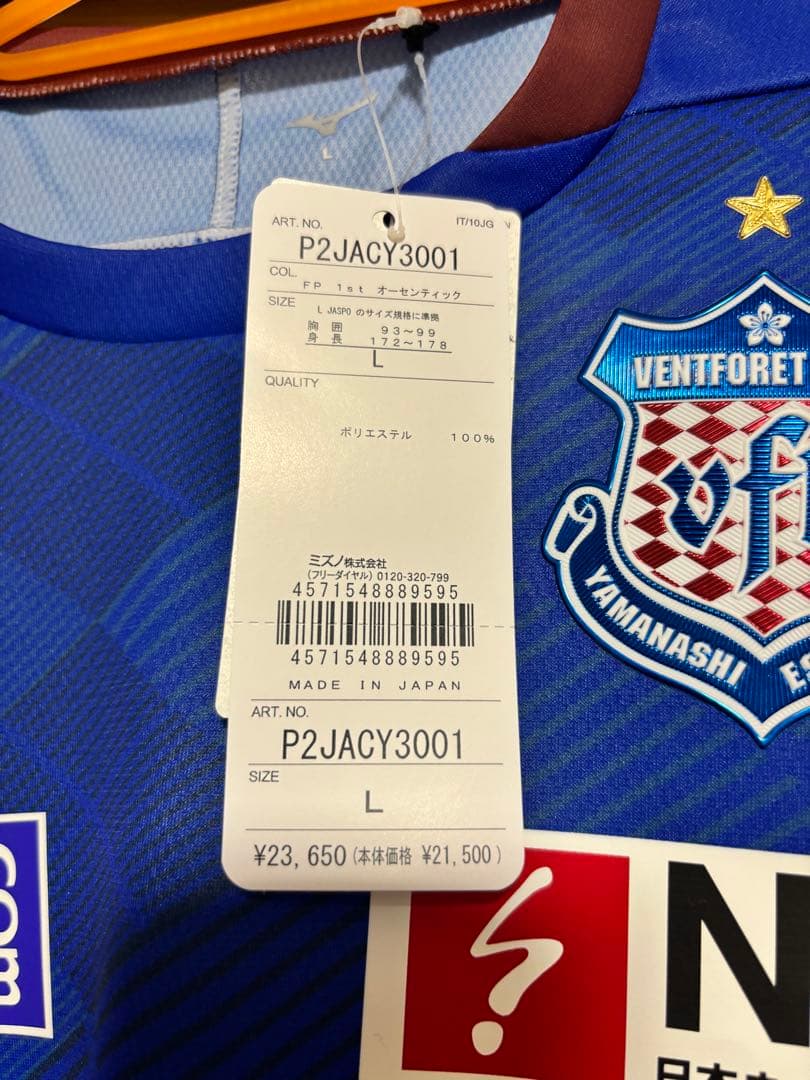 L
ART. NO.
IT/10JG
P2JACY3001
COL.
FP 1st オーセンティック
SIZE
L JASPO のサイズ規格に準拠
胸 囲 93～99
身 長 172～178
L
QUALITY
ポリエステル 100%
ミズノ株式会社
(フリーダイヤル) 0120-320-799
4571548889595
4571548889595
MADE IN JAPAN
ART. NO.
P2JACY3001
SIZE
L
¥23,650 (本体価格 ¥21,500)
VENTFORET
vf
YAMANASHI ES
com
N
日本